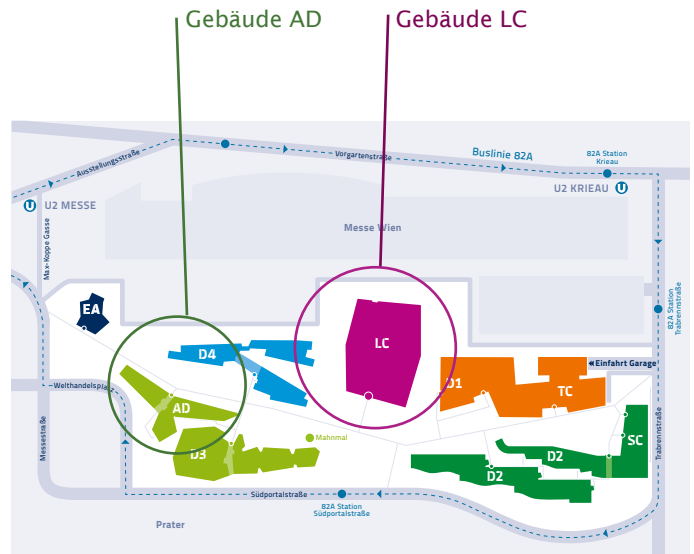 Gebäude AD
Gebäude LC
Ausstellungsstraße
Vorgartenstraße
Buslinie 82A
82A Station
Krieau
U2 KRIEAU U
U U2 MESSE
Max-Koppe Gasse
Messe Wien
82A Station
Trabrennstraße
EA
D4
LC
Einfahrt Garage
D1
TC
Welthandelsplatz
AD
Mahnmal
D3
D2
SC
D2
Messestraße
Trabrennstraße
Südportalstraße
82A Station
Südportalstraße
Prater